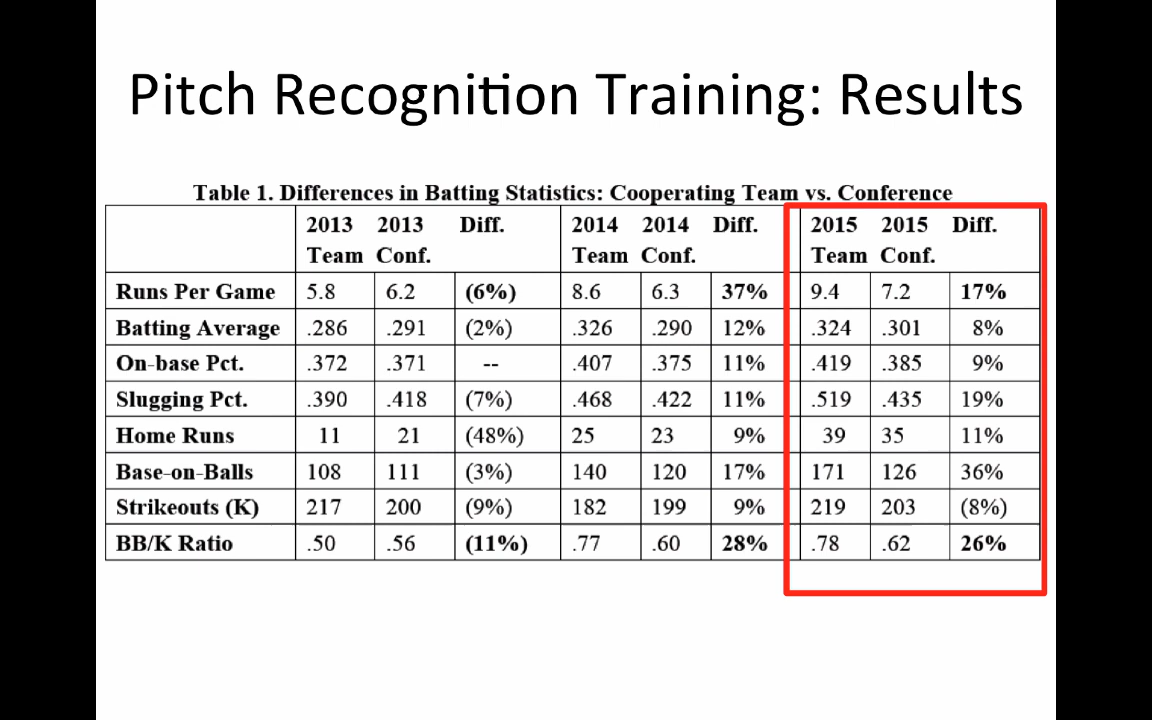 Pitch Recognition Training: Results
Table 1. Differences in Batting Statistics: Cooperating Team vs. Conference
2013 2013 Diff. 2014 2014 Diff. 2015 2015 Diff.
Team Conf. Team Conf. Team Conf.
Runs Per Game 5.8 6.2 (6%) 8.6 6.3 37% 9.4 7.2 17%
Batting Average .286 .291 (2%) .326 .290 12% .324 .301 8%
On-base Pct. .372 .371 -- .407 .375 11% .419 .385 9%
Slugging Pct. .390 .418 (7%) .468 .422 11% .519 .435 19%
Home Runs 11 21 (48%) 25 23 9% 39 35 11%
Base-on-Balls 108 111 (3%) 140 120 17% 171 126 36%
Strikeouts (K) 217 200 (9%) 182 199 9% 219 203 (8%)
BB/K Ratio .50 .56 (11%) .77 .60 28% .78 .62 26%